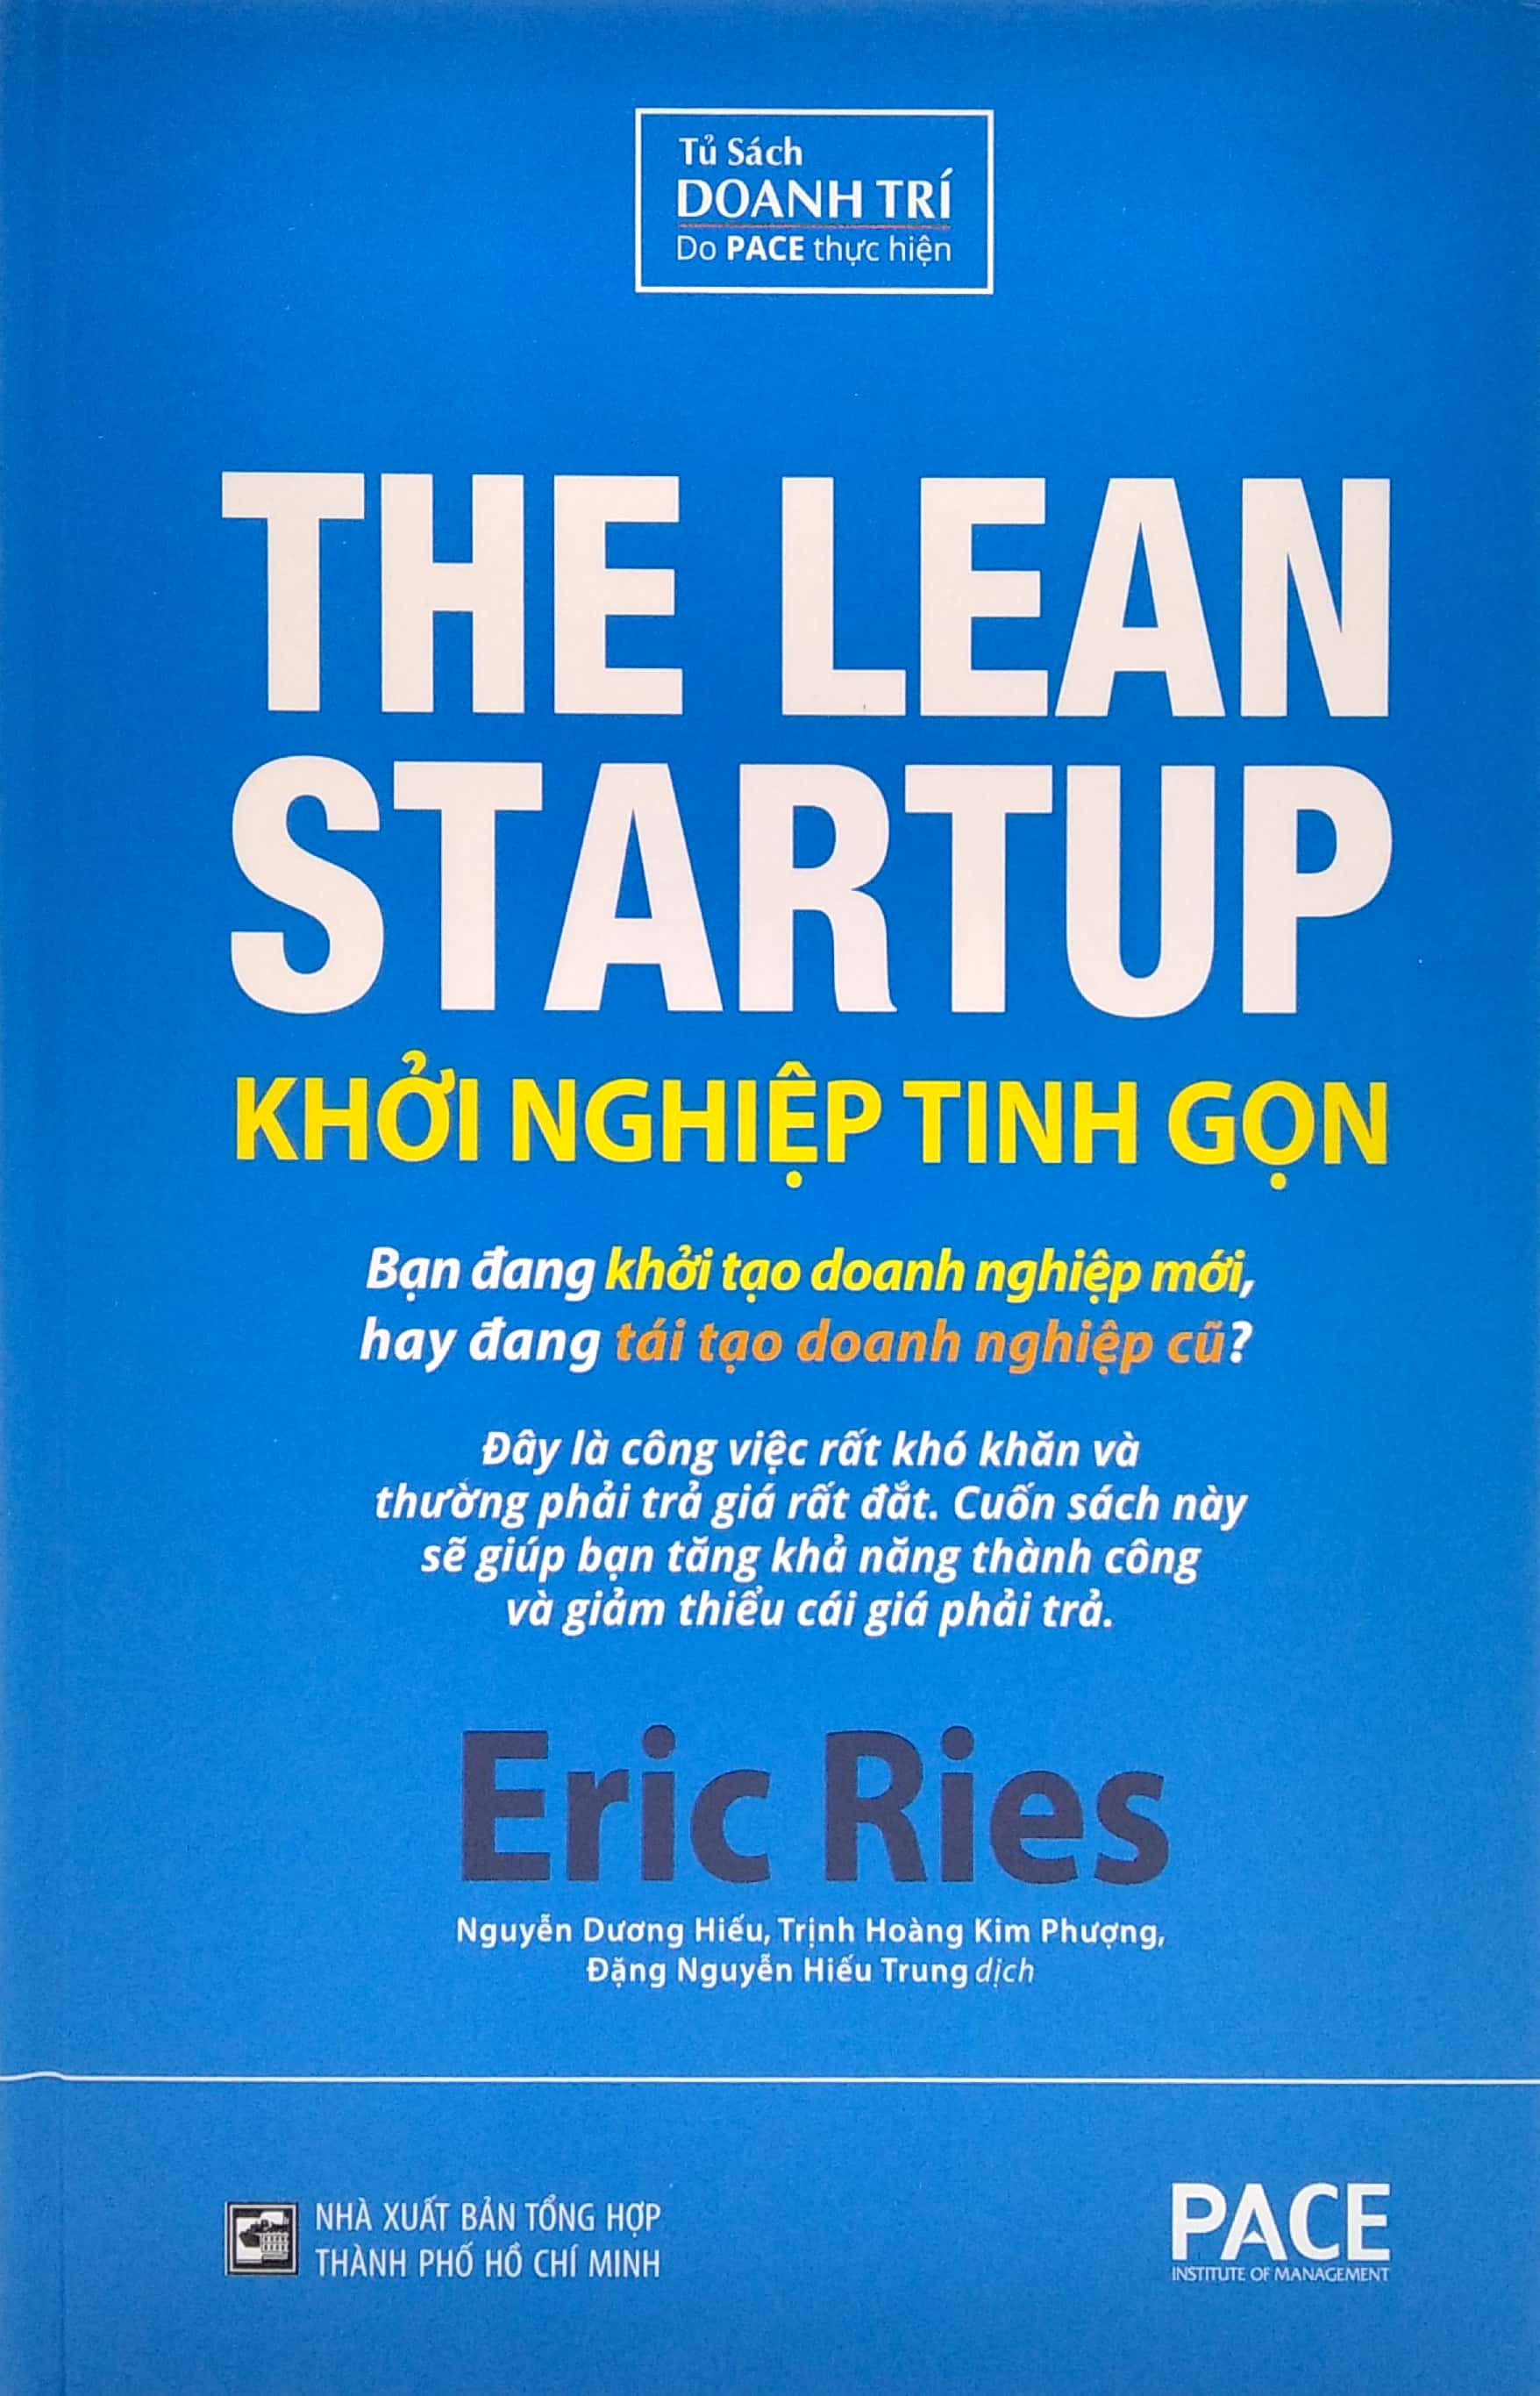 Tủ Sách
DOANH TRÍ
Do PACE thực hiện
THE LEAN
STARTUP
KHỞI NGHIỆP TINH GỌN
Bạn đang khởi tạo doanh nghiệp mới,
hay đang tái tạo doanh nghiệp cũ?
Đây là công việc rất khó khăn và
thường phải trả giá rất đắt. Cuốn sách này
sẽ giúp bạn tăng khả năng thành công
và giảm thiểu cái giá phải trả.
Eric Ries
Nguyễn Dương Hiếu, Trịnh Hoàng Kim Phượng,
Đặng Nguyễn Hiếu Trung dịch
NHÀ XUẤT BẢN TỔNG HỢP
THÀNH PHỐ HỒ CHÍ MINH
PACE
INSTITUTE OF MANAGEMENT